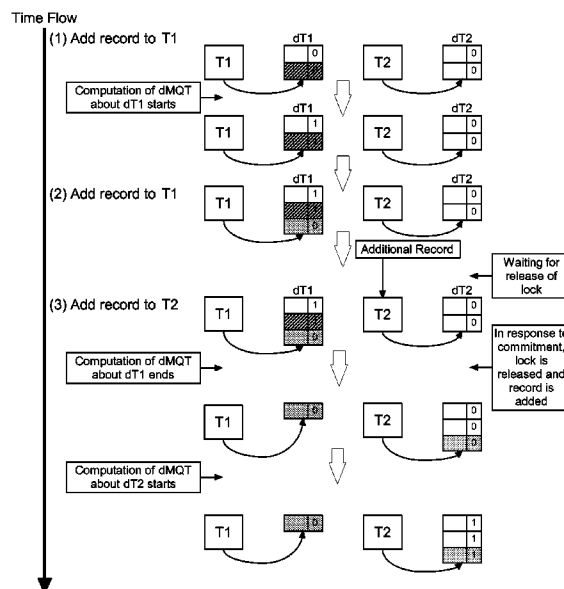 Time Flow
(1) Add record to T1
dT1
dT2
T1
0
T2
0
0
Computation of dMQT
about dT1 starts
dT1
dT2
T1
1
T2
0
0
(2) Add record to T1
dT1
dT2
T1
1
0
T2
0
0
Additional Record
Waiting for
release of
lock
(3) Add record to T2
dT1
dT2
T1
1
0
T2
0
0
In response to
commitment,
lock is
released and
record is
added
Computation of dMQT
about dT1 ends
T1
0
T2
0
0
0
Computation of dMQT
about dT2 starts
T1
0
T2
1
1
1